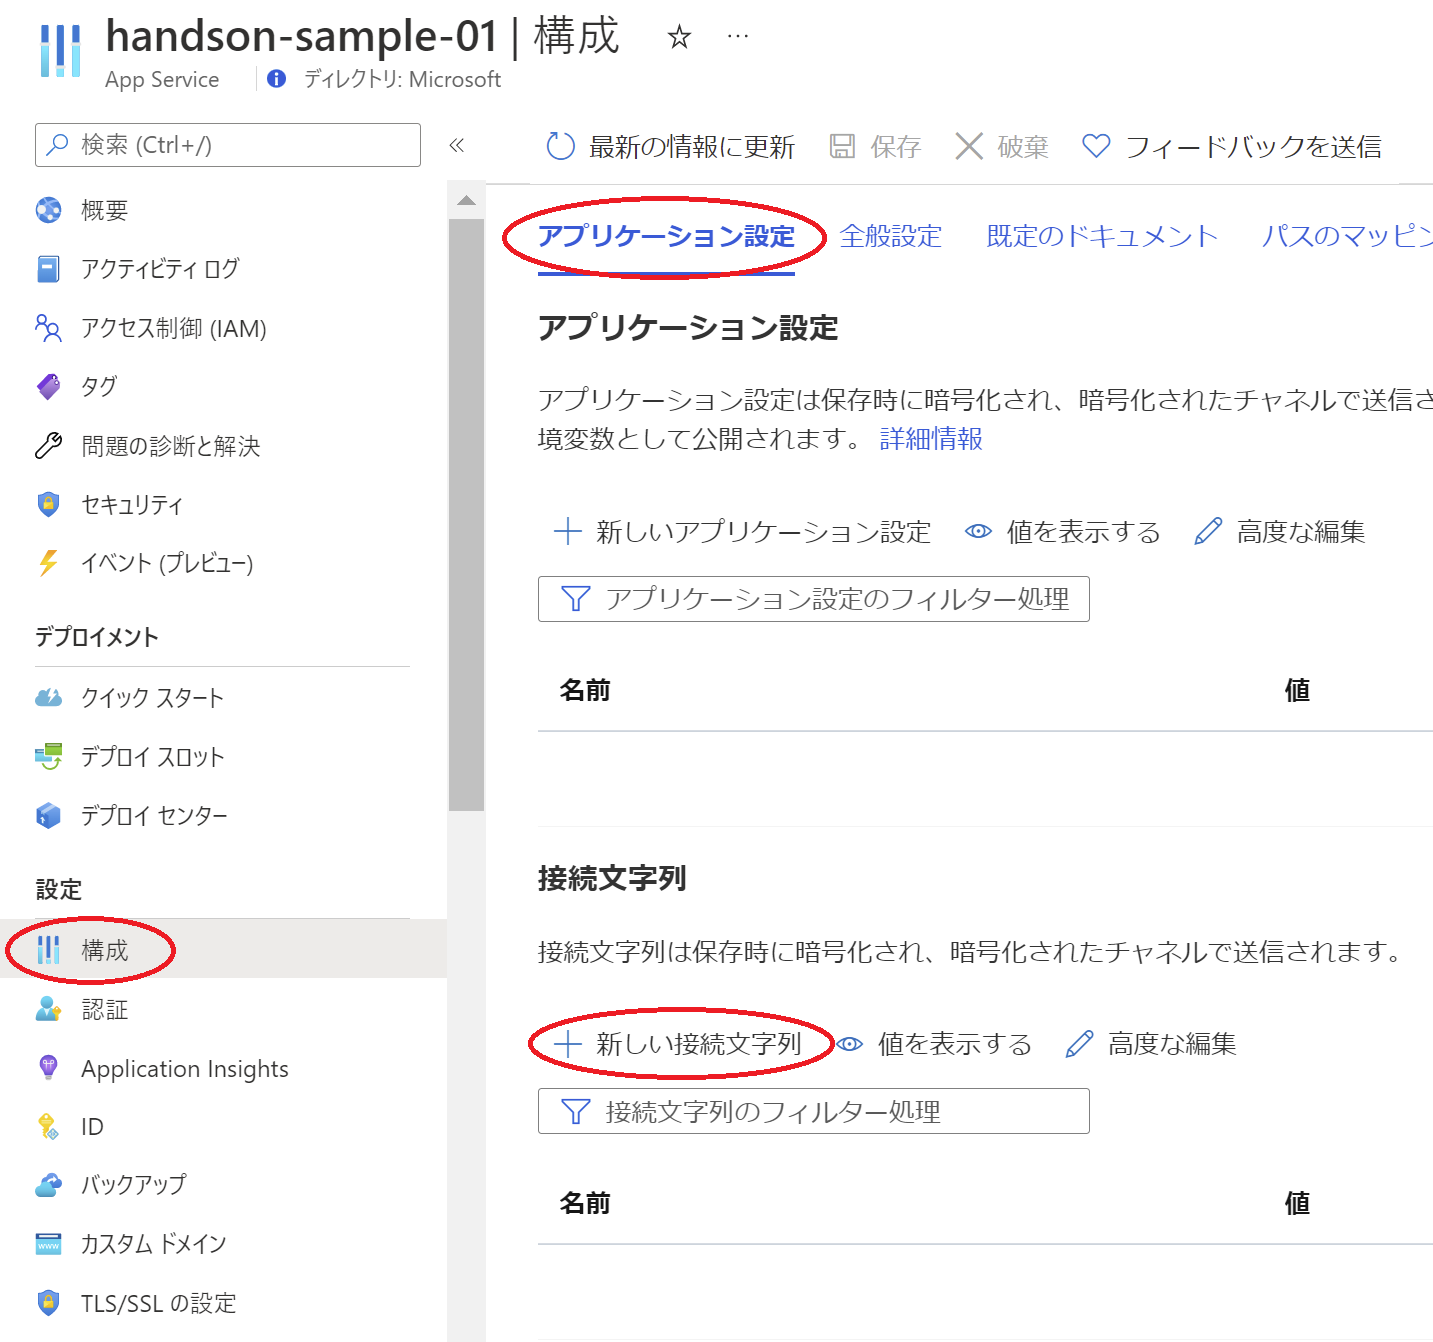 handson-sample-01 | 構成 ☆ …
App Service ディレクトリ: Microsoft
検索 (Ctrl+/)
«
概要
アクティビティ ログ
アクセス制御 (IAM)
タグ
問題の診断と解決
セキュリティ
イベント (プレビュー)
デプロイメント
クイック スタート
デプロイ スロット
デプロイ センター
設定
構成
認証
Application Insights
ID
バックアップ
カスタム ドメイン
TLS/SSL の設定
最新の情報に更新 保存 破棄 フィードバックを送信
アプリケーション設定 全般設定 既定のドキュメント パスのマッピン
アプリケーション設定
アプリケーション設定は保存時に暗号化され、暗号化されたチャネルで送信さ
境変数として公開されます。 詳細情報
新しいアプリケーション設定 値を表示する 高度な編集
アプリケーション設定のフィルター処理
名前 値
接続文字列
接続文字列は保存時に暗号化され、暗号化されたチャネルで送信されます。
新しい接続文字列 値を表示する 高度な編集
接続文字列のフィルター処理
名前 値